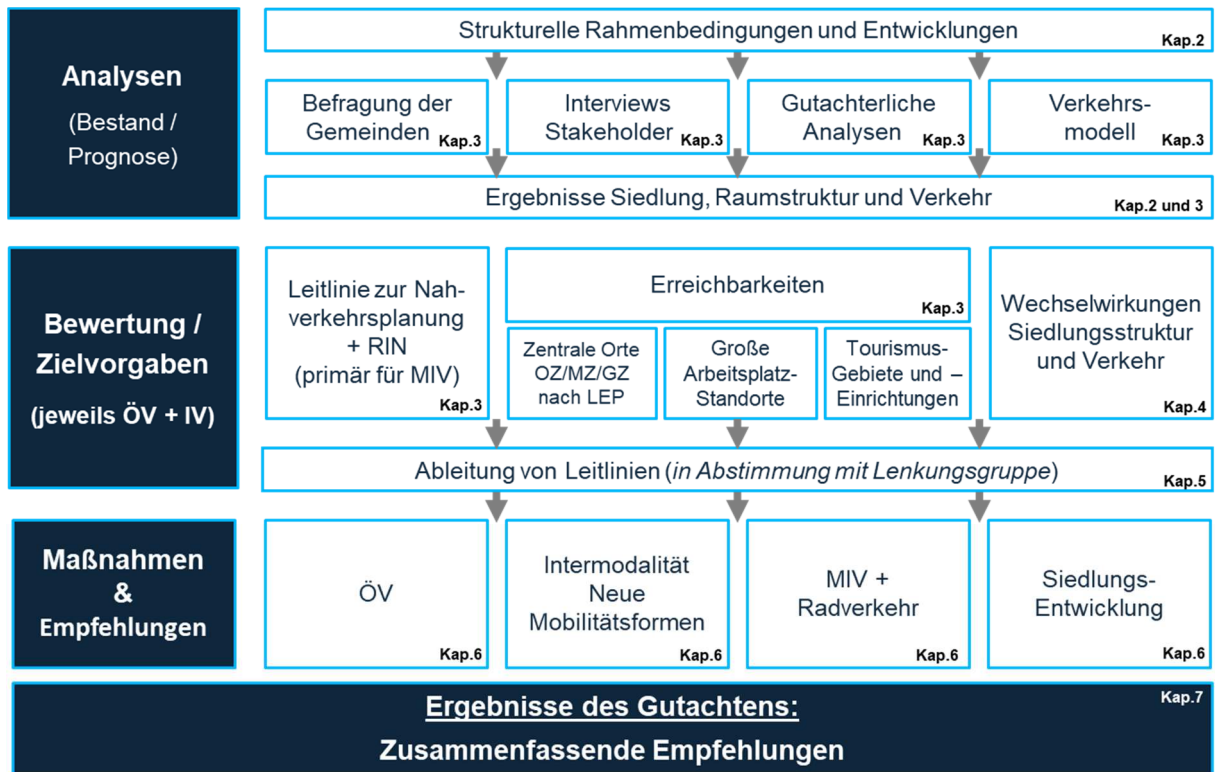 Analysen
(Bestand /
Prognose)
Strukturelle Rahmenbedingungen und Entwicklungen
Kap.2
Befragung der
Gemeinden
Kap.3
Interviews
Stakeholder
Kap.3
Gutachterliche
Analysen
Kap.3
Verkehrs-
modell
Kap.3
Ergebnisse Siedlung, Raumstruktur und Verkehr
Kap.2 und 3
Bewertung /
Zielvorgaben
(jeweils ÖV + IV)
Leitlinie zur Nah-
verkehrsplanung
+ RIN
(primär für MIV)
Kap.3
Erreichbarkeiten
Kap.3
Zentrale Orte
OZ/MZ/GZ
nach LEP
Große
Arbeitsplatz-
Standorte
Tourismus-
Gebiete und –
Einrichtungen
Wechselwirkungen
Siedlungsstruktur
und Verkehr
Kap.4
Ableitung von Leitlinien (in Abstimmung mit Lenkungsgruppe)
Kap.5
Maßnahmen
&
Empfehlungen
ÖV
Kap.6
Intermodalität
Neue
Mobilitätsformen
Kap.6
MIV +
Radverkehr
Kap.6
Siedlungs-
Entwicklung
Kap.6
Kap.7
Ergebnisse des Gutachtens:
Zusammenfassende Empfehlungen